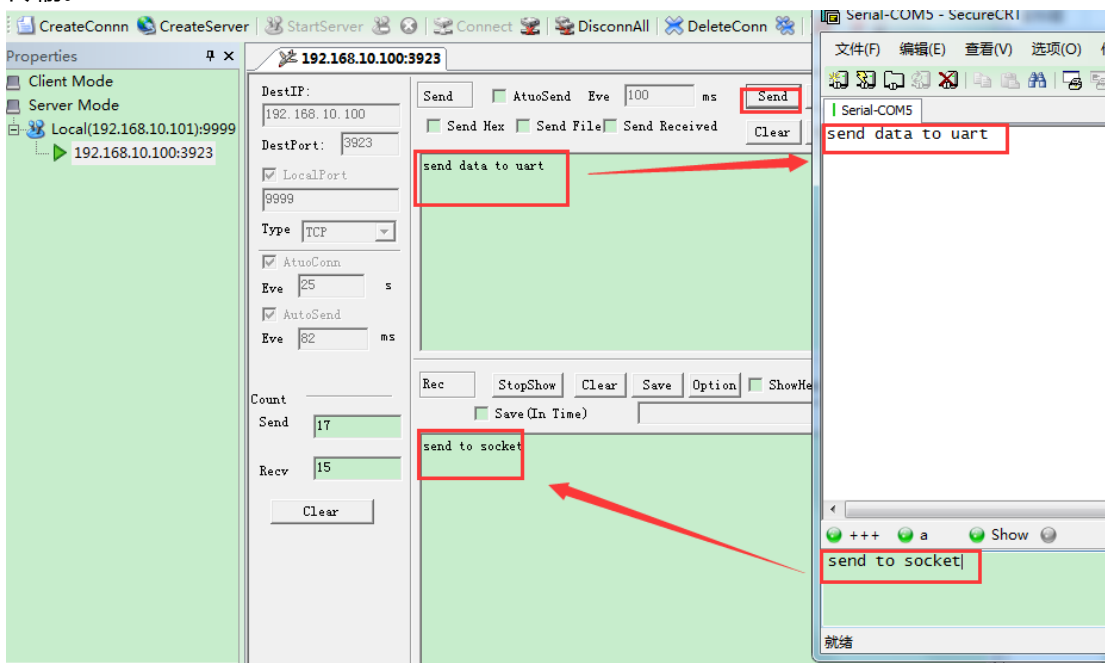 CreateConnn CreateServer StartServer Connect DisconnAll DeleteConn
Properties
Client Mode
Server Mode
Local(192.168.10.101):9999
192.168.10.100:3923
192.168.10.100:3923
DestIP:
192.168.10.100
DestPort: 3923
LocalPort
9999
Type TCP
AtuoConn
Eve 25 s
AutoSend
Eve 82 ms
Count
Send 17
Recv 15
Clear
Send AtuoSend Eve 100 ms Send
Send Hex Send File Send Received Clear
send data to uart
Rec StopShow Clear Save Option ShowHe
Save(In Time)
send to socket
Serial-COM5 - SecureCRT
文件(F) 编辑(E) 查看(V) 选项(O)
Serial-COM5
send data to uart
+++ a Show
send to socket
就绪